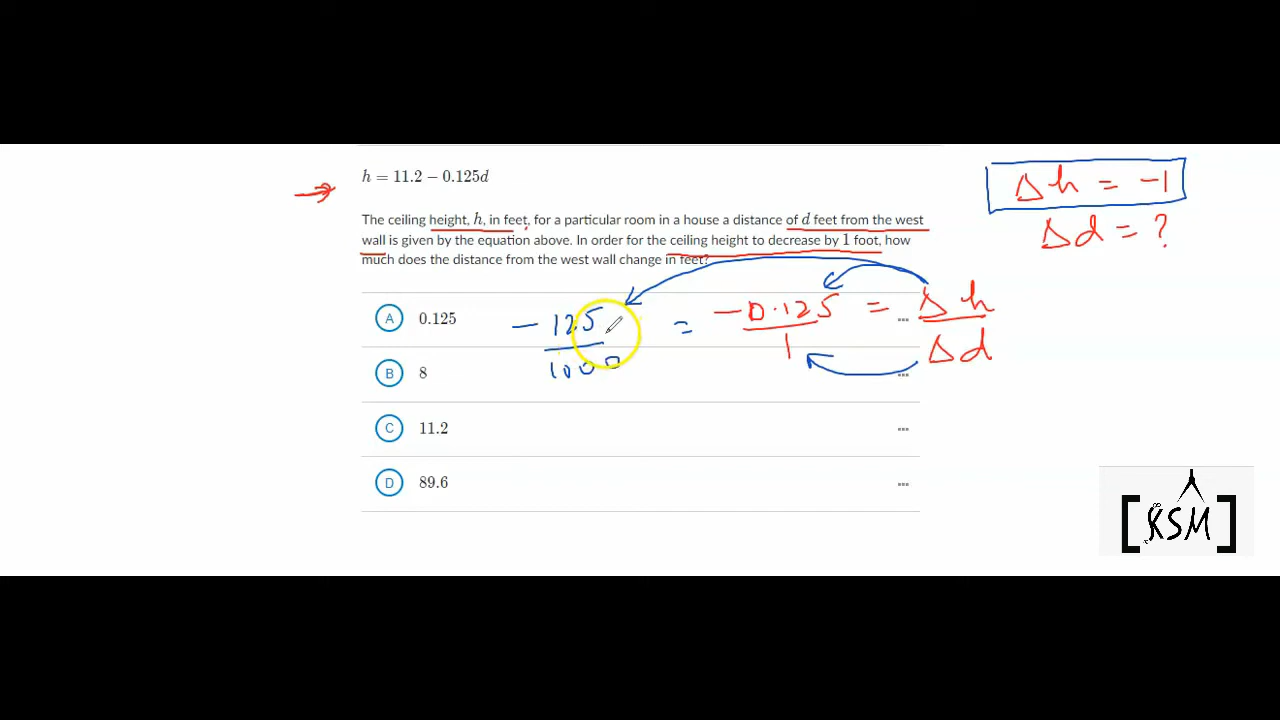 h = 11.2 − 0.125d
Δh = -1
The ceiling height, h, in feet, for a particular room in a house a distance of d feet from the west
wall is given by the equation above. In order for the ceiling height to decrease by 1 foot, how
much does the distance from the west wall change in feet?
Δd = ?
A 0.125
-125/1000 = -0.125/1 = Δh/Δd
B 8
C 11.2
D 89.6
[KSM]